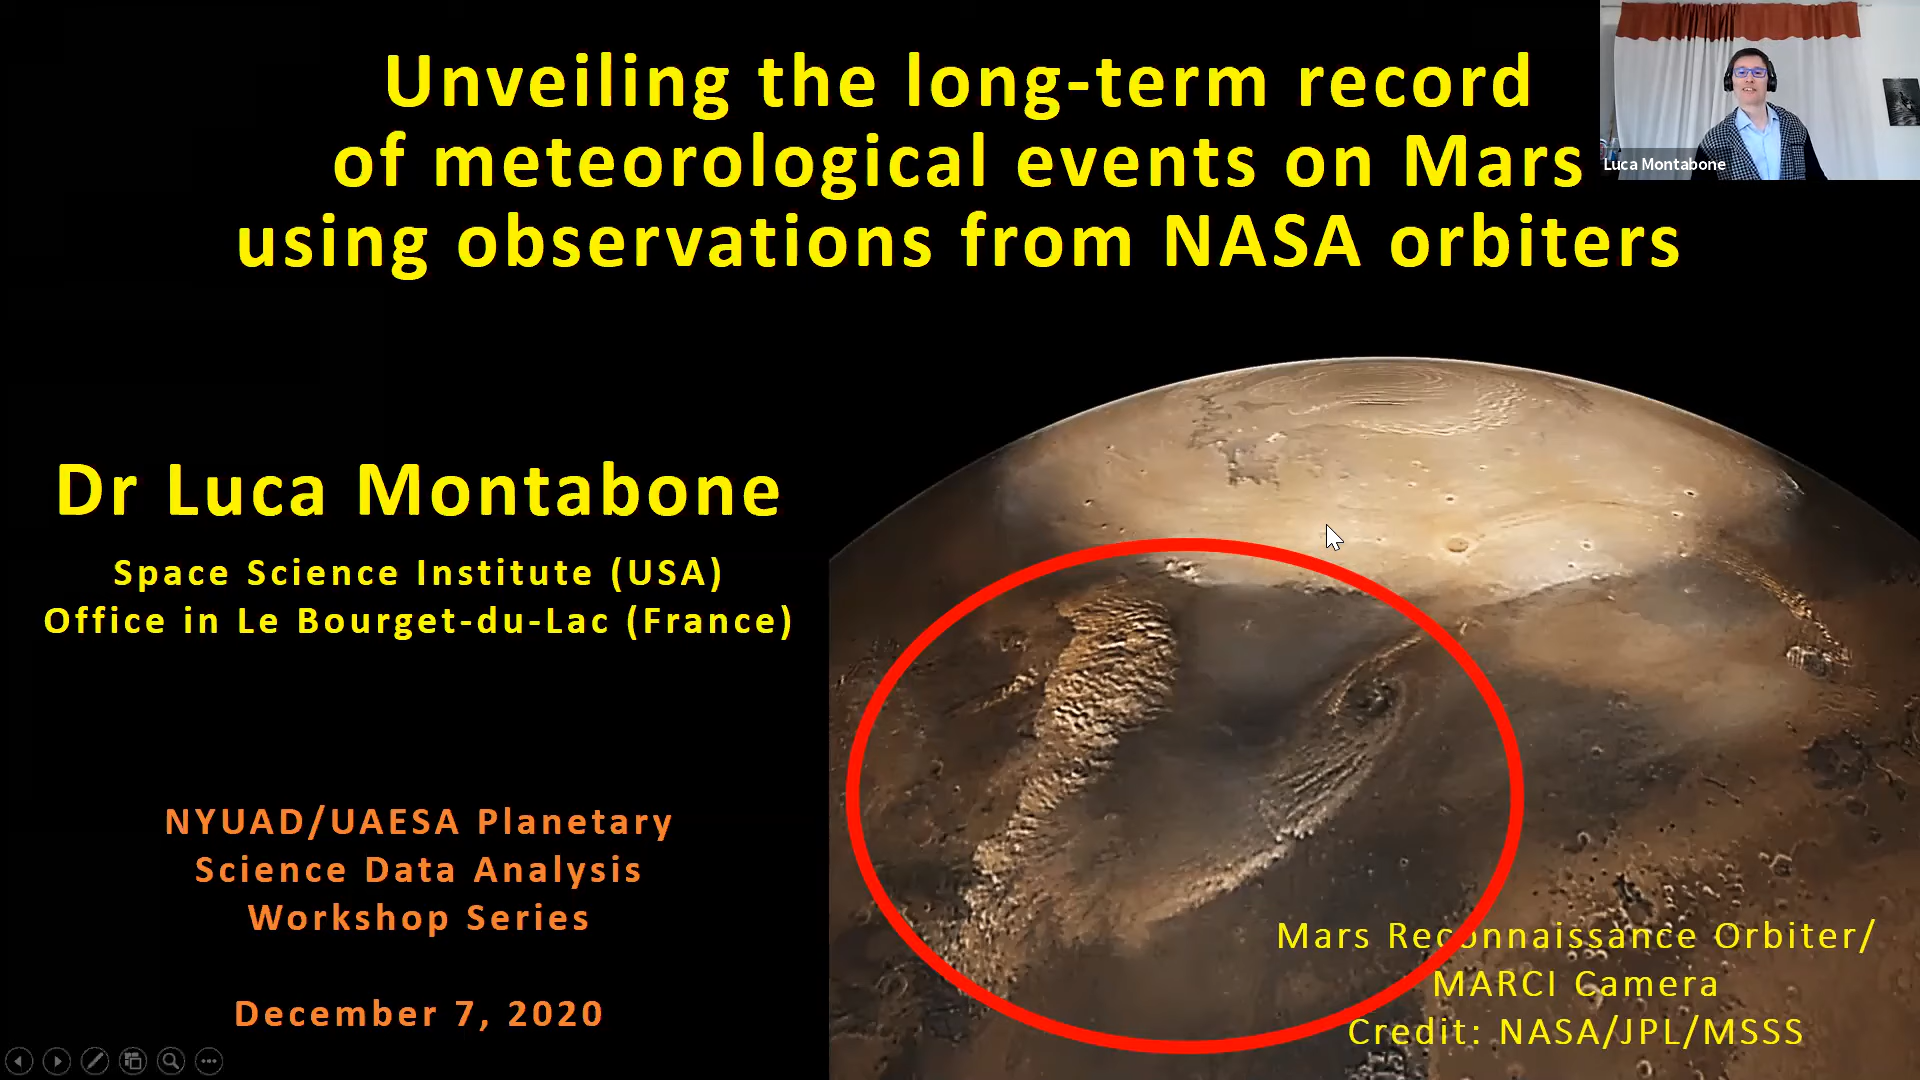 Unveiling the long-term record
of meteorological events on Mars
using observations from NASA orbiters
Luca Montabone
Dr Luca Montabone
Space Science Institute (USA)
Office in Le Bourget-du-Lac (France)
NYUAD/UAESA Planetary
Science Data Analysis
Workshop Series
December 7, 2020
Mars Reconnaissance Orbiter/
MARCI Camera
Credit: NASA/JPL/MSSS